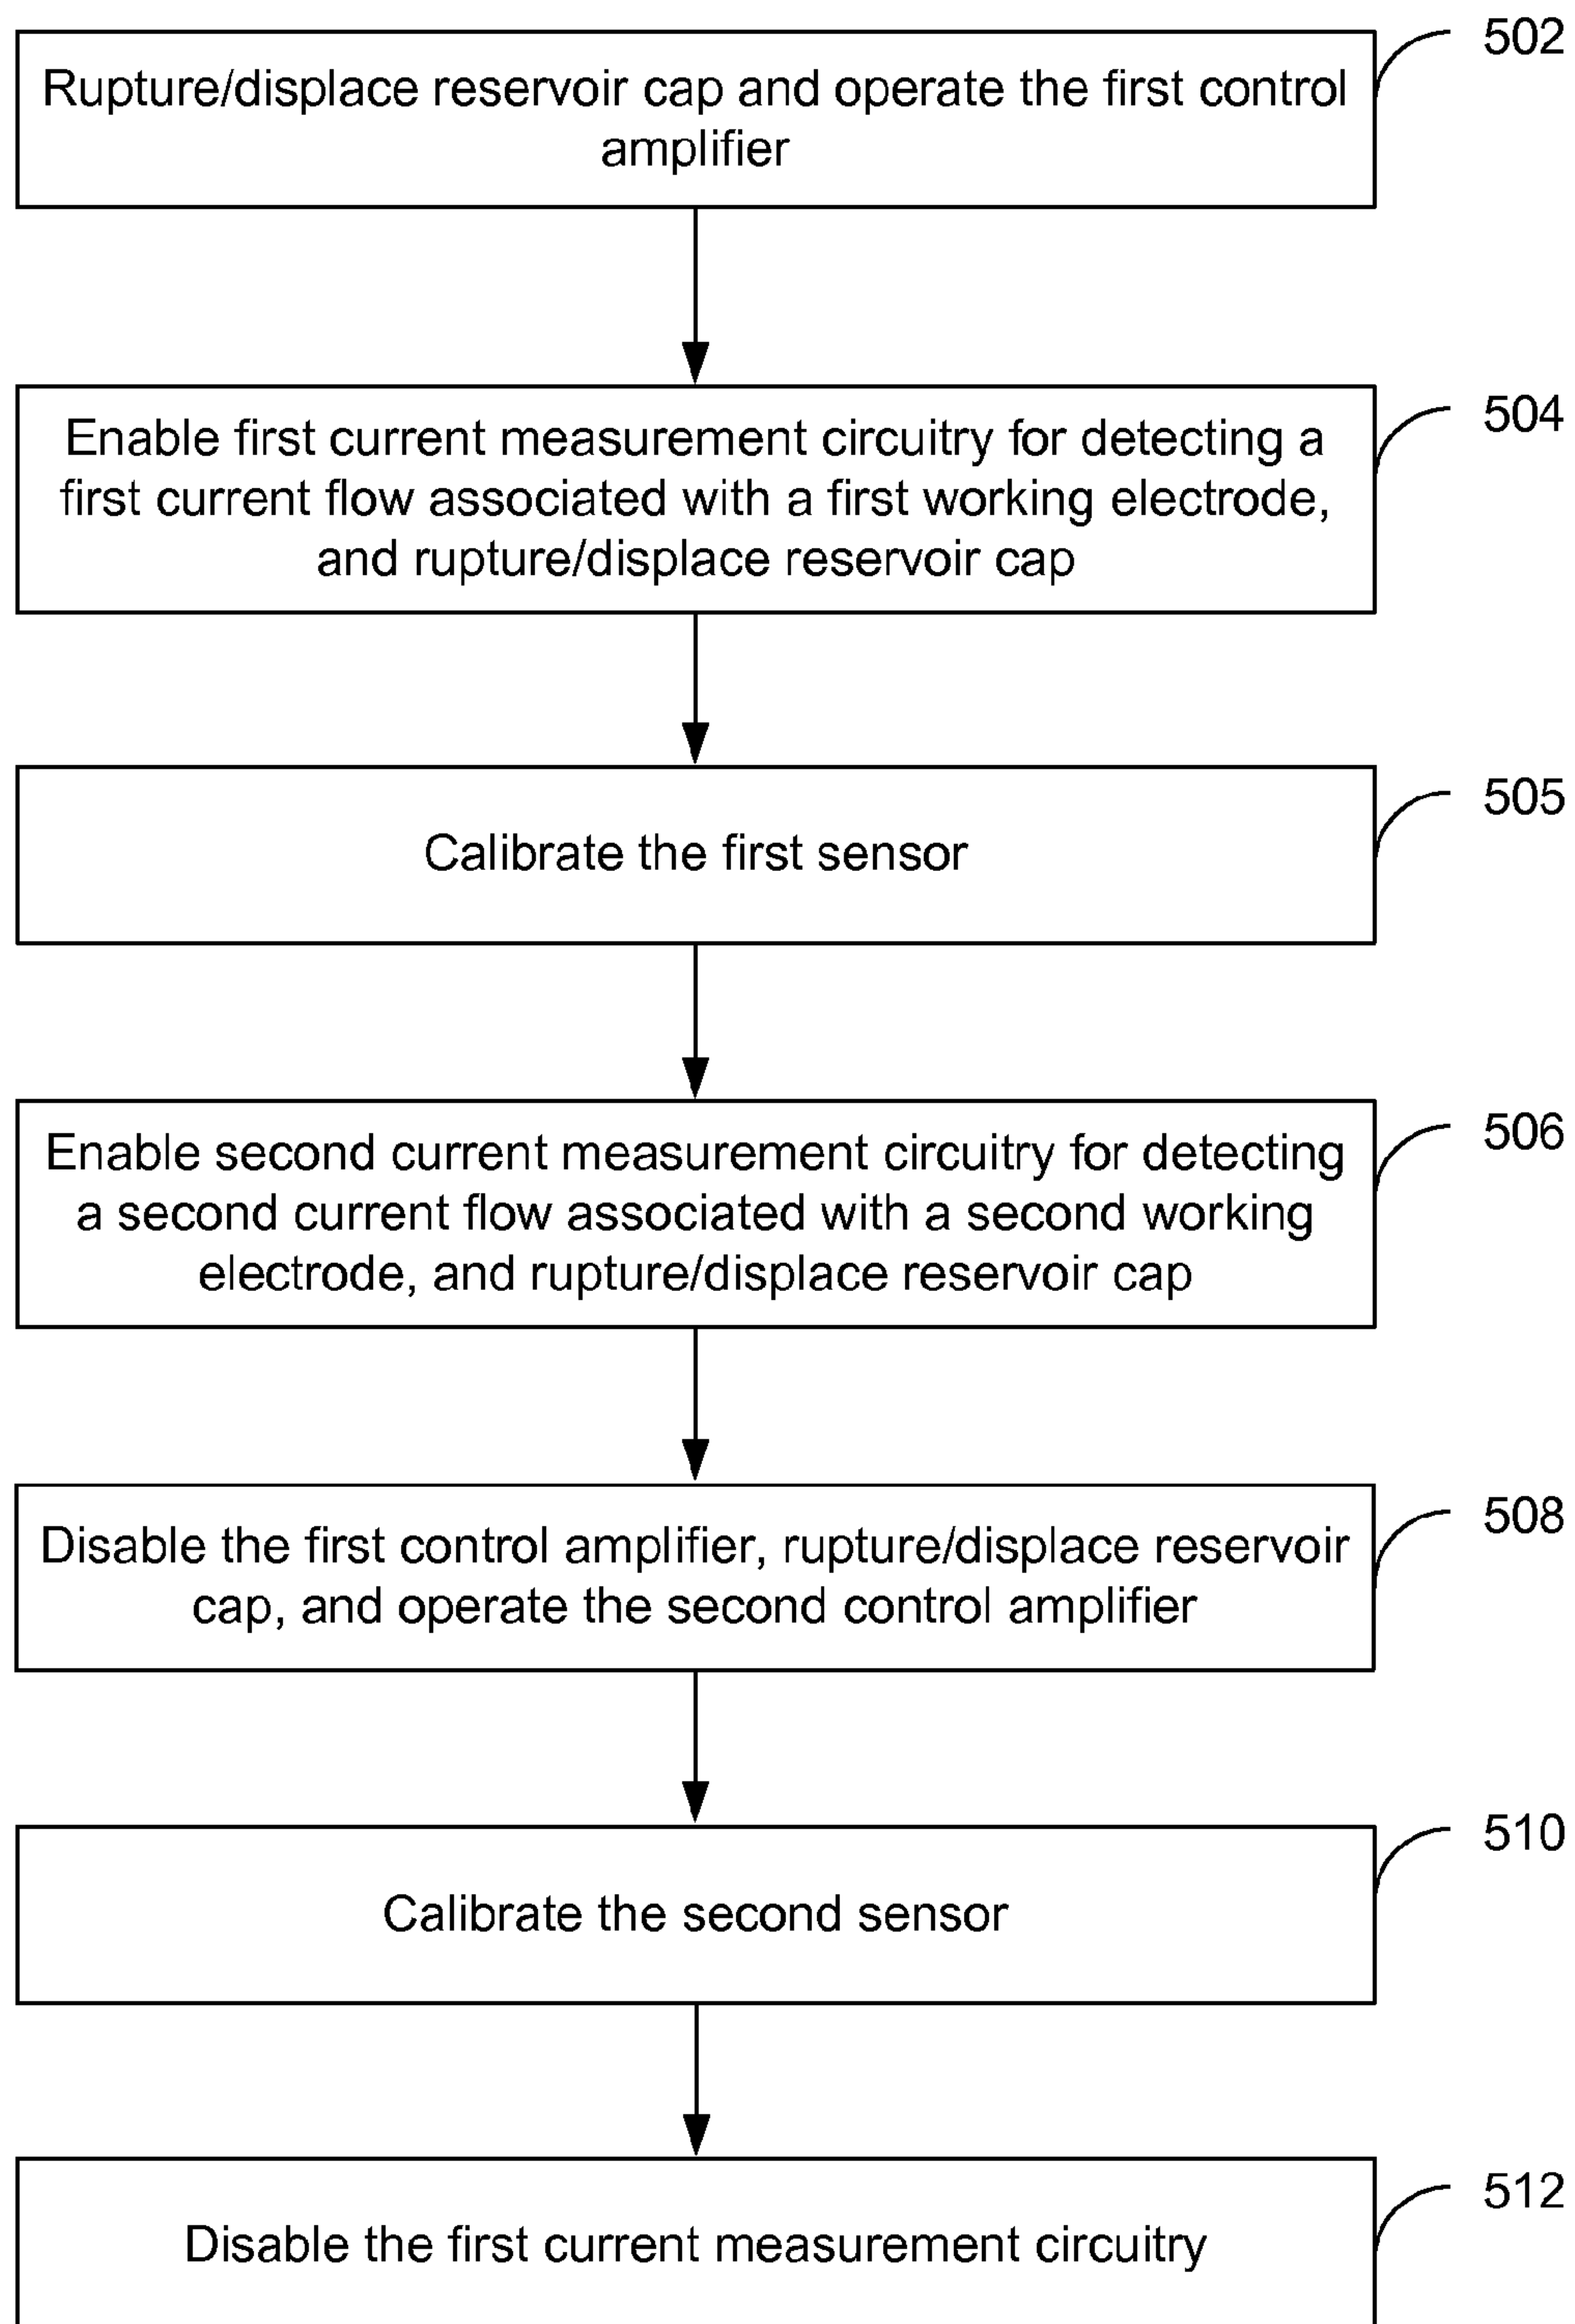 502
Rupture/displace reservoir cap and operate the first control
amplifier
504
Enable first current measurement circuitry for detecting a
first current flow associated with a first working electrode,
and rupture/displace reservoir cap
505
Calibrate the first sensor
506
Enable second current measurement circuitry for detecting
a second current flow associated with a second working
electrode, and rupture/displace reservoir cap
508
Disable the first control amplifier, rupture/displace reservoir
cap, and operate the second control amplifier
510
Calibrate the second sensor
512
Disable the first current measurement circuitry